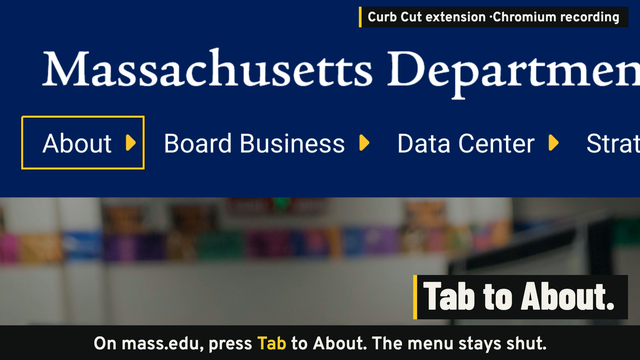 Curb Cut extension ·Chromium recording
Massachusetts Departmen
About Board Business Data Center Strat
Tab to About.
On mass.edu, press Tab to About. The menu stays shut.